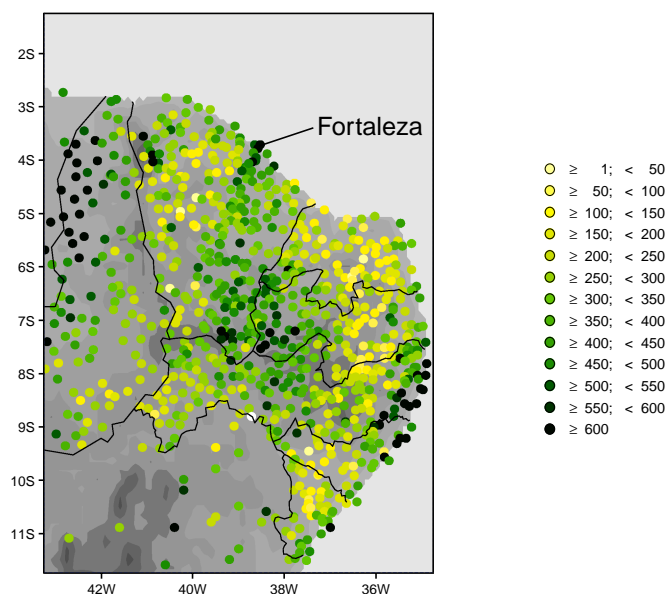 2S
3S
4S
5S
6S
7S
8S
9S
10S
11S
42W 40W 38W 36W
Fortaleza
≥ 1; < 50
≥ 50; < 100
≥ 100; < 150
≥ 150; < 200
≥ 200; < 250
≥ 250; < 300
≥ 300; < 350
≥ 350; < 400
≥ 400; < 450
≥ 450; < 500
≥ 500; < 550
≥ 550; < 600
≥ 600